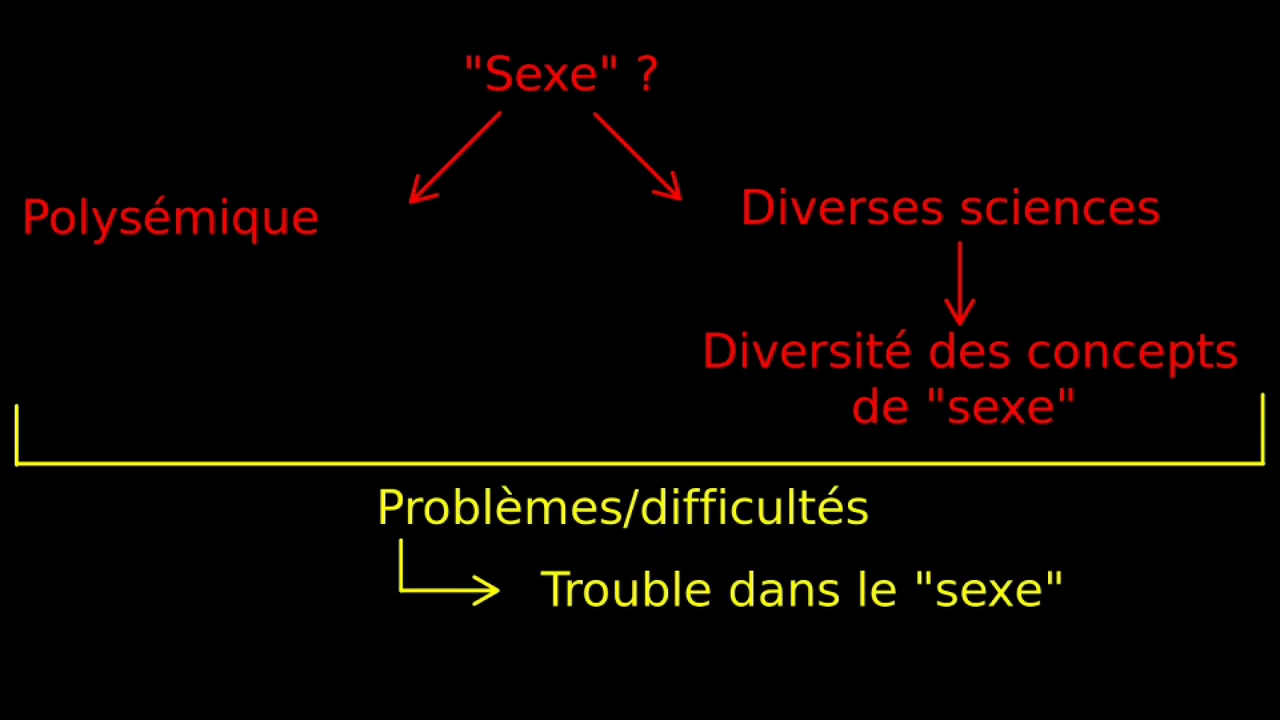 "Sexe" ?
Polysémique
Diverses sciences
Diversité des concepts
de "sexe"
Problèmes/difficultés
Trouble dans le "sexe"